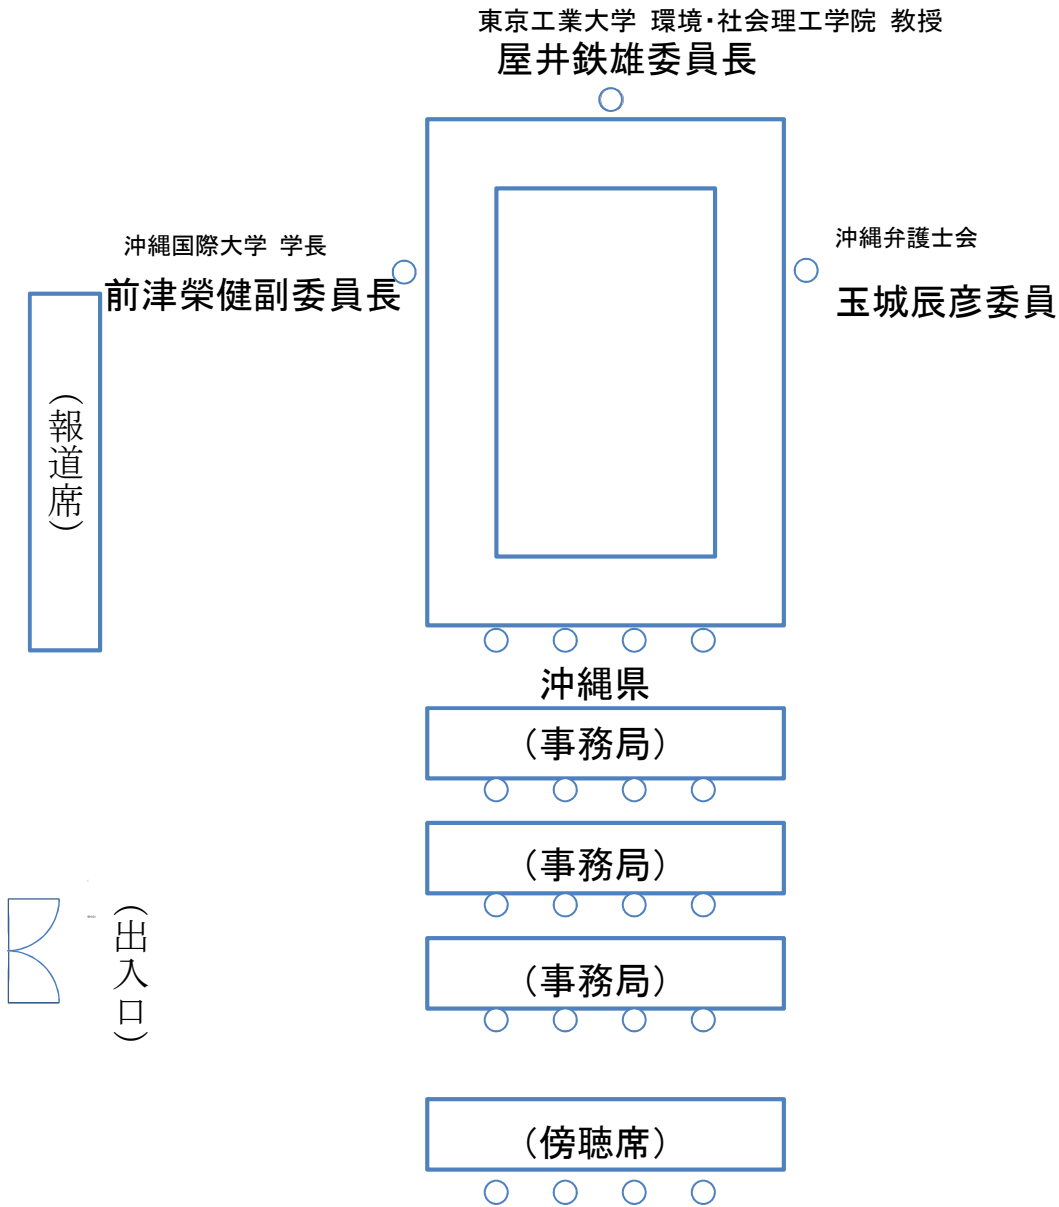 東京工業大学 環境・社会理工学院 教授
屋井鉄雄委員長
沖縄国際大学 学長
前津榮健副委員長
沖縄弁護士会
玉城辰彦委員
（報道席）
沖縄県
（事務局）
（事務局）
（事務局）
（出入口）
（傍聴席）